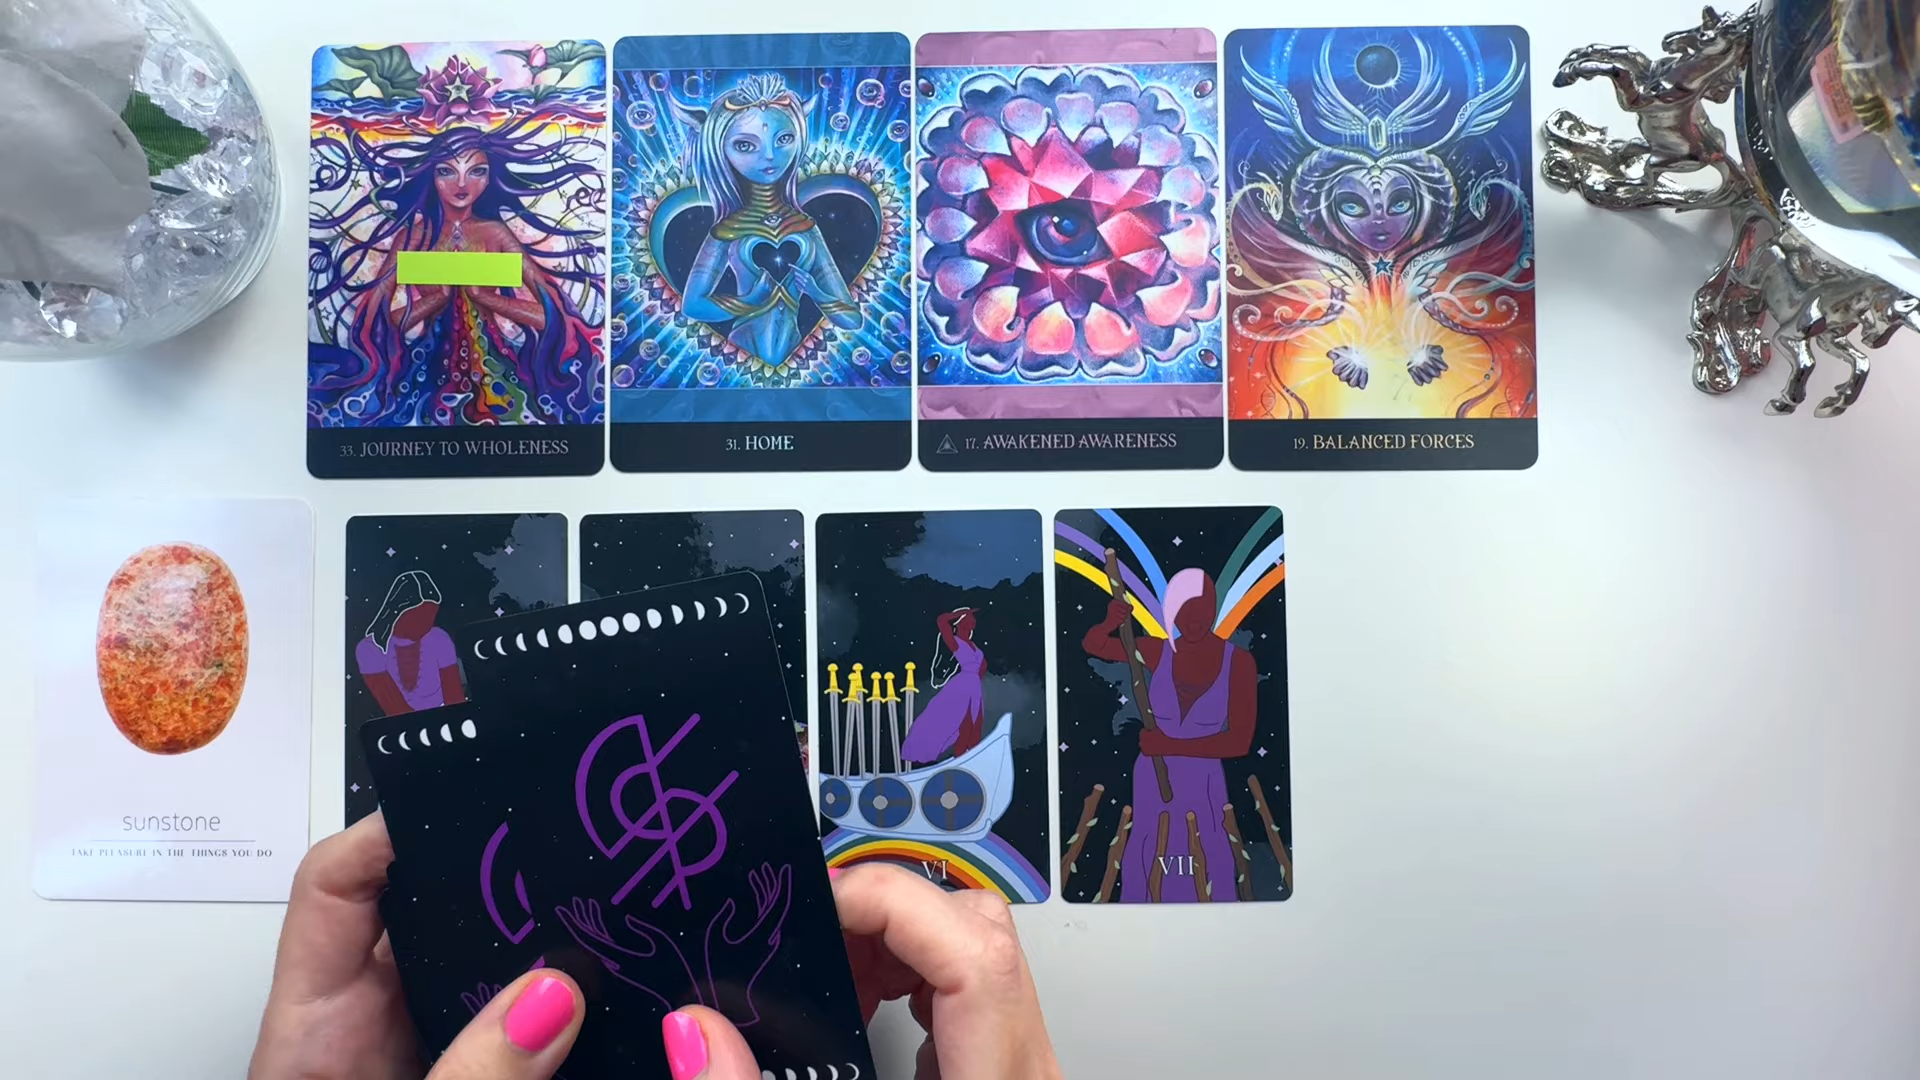 33. JOURNEY TO WHOLENESS
31. HOME
17. AWAKENED AWARENESS
19. BALANCED FORCES
sunstone
TAKE PLEASURE IN THE THINGS YOU DO
VI
VII